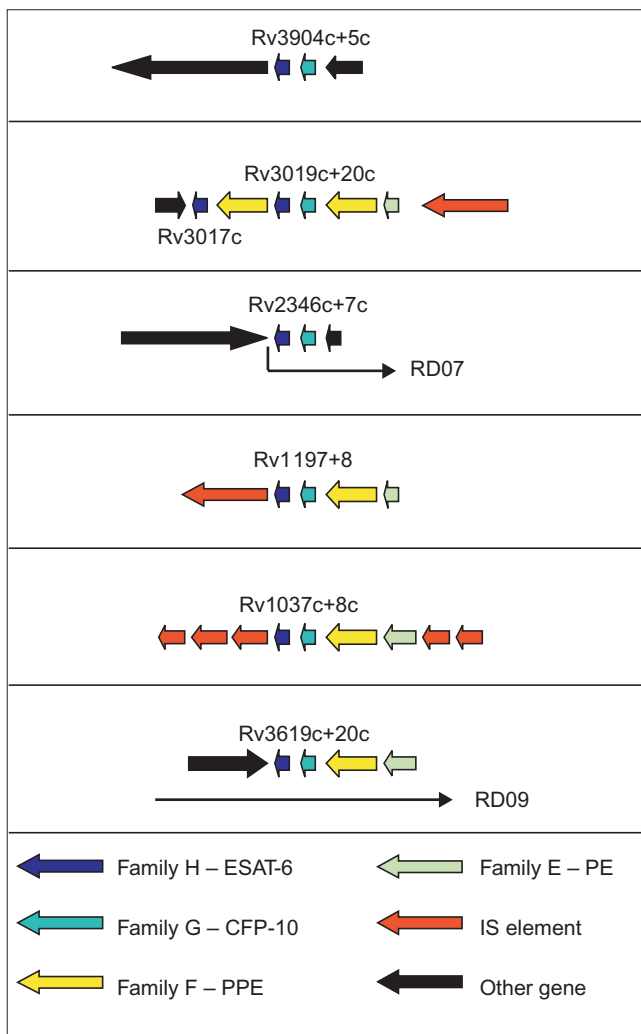 Rv3904c+5c
Rv3019c+20c
Rv3017c
Rv2346c+7c
RD07
Rv1197+8
Rv1037c+8c
Rv3619c+20c
RD09
Family H – ESAT-6
Family E – PE
Family G – CFP-10
IS element
Family F – PPE
Other gene